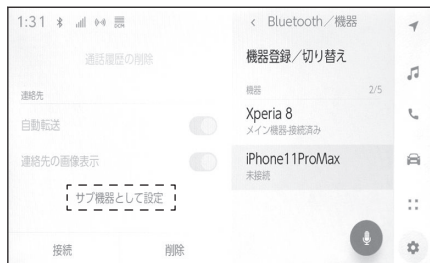 1:31
通話履歴の削除
連絡先
自動転送
連絡先の画像表示
サブ機器として設定
接続 削除
< Bluetooth/機器
機器登録/切り替え
機器 2/5
Xperia 8
メイン機器-接続済み
iPhone11ProMax
未接続